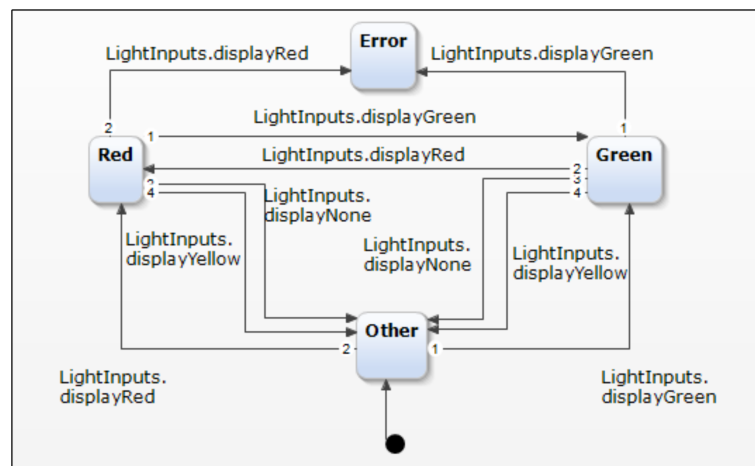 Error
LightInputs.displayRed
LightInputs.displayGreen
2
1
LightInputs.displayGreen
1
Red
LightInputs.displayRed
Green
2
3
4
3
4
LightInputs.
displayNone
LightInputs.
displayYellow
LightInputs.
displayNone
LightInputs.
displayYellow
Other
2
1
LightInputs.
displayRed
LightInputs.
displayGreen